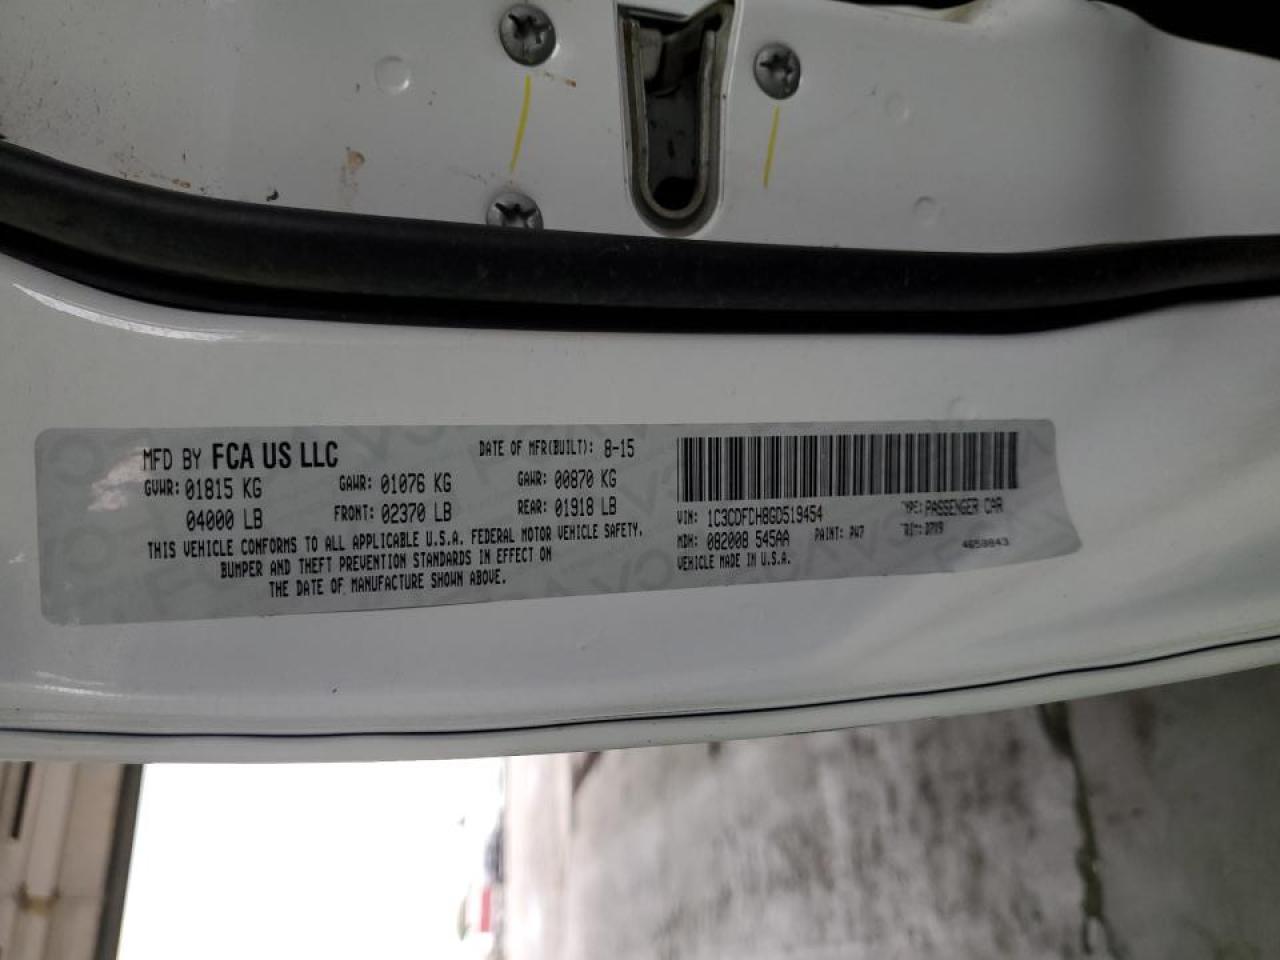 MFD BY FCA US LLC DATE OF MFR(BUILT): 8-15
GVWR: 01815 KG GAWR: 01076 KG GAWR: 00870 KG
04000 LB FRONT: 02370 LB REAR: 01918 LB
THIS VEHICLE CONFORMS TO ALL APPLICABLE U.S.A. FEDERAL MOTOR VEHICLE SAFETY,
BUMPER AND THEFT PREVENTION STANDARDS IN EFFECT ON
THE DATE OF MANUFACTURE SHOWN ABOVE.
VIN: 1C3CDFCH8GD519454 TYPE: PASSENGER CAR
MDH: 082008 545AA PAINT: PW7
VEHICLE MADE IN U.S.A.